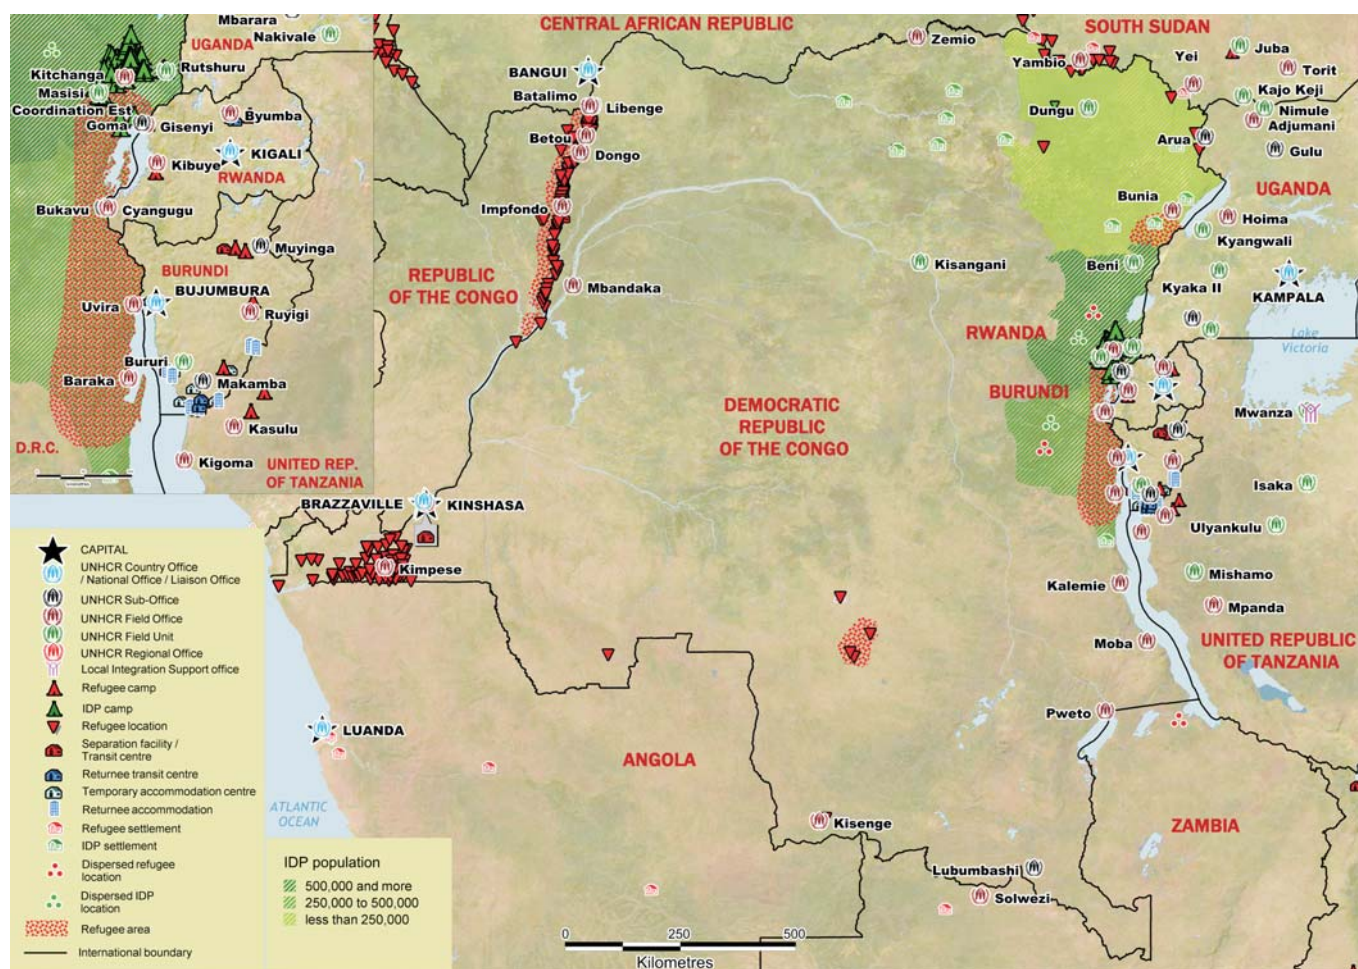 CENTRAL AFRICAN REPUBLIC
SOUTH SUDAN
Mbarara
Nakivale
UGANDA
Kitchanga
Rutshuru
Masisi
Coordination Est
Goma
Gisenyi
Byumba
Kibuye
KIGALI
RWANDA
Bukavu
Cyangugu
Muyinga
BURUNDI
BUJUMBURA
Uvira
Ruyigi
Bururi
Baraka
Makamba
Kasulu
D.R.C.
Kigoma
UNITED REP.
OF TANZANIA
BANGUI
Batalimo
Libenge
Betou
Dongo
Impfondo
REPUBLIC
OF THE CONGO
Mbandaka
Zemio
Yambio
Yei
Juba
Torit
Kajo Keji
Nimule
Adjumani
Dungu
Arua
Gulu
UGANDA
Bunia
Hoima
Kyangwali
Kisangani
Beni
Kyaka II
KAMPALA
RWANDA
Lake
Victoria
BURUNDI
DEMOCRATIC
REPUBLIC
OF THE CONGO
Mwanza
Isaka
Ulyankulu
BRAZZAVILLE
KINSHASA
Kimpese
Kalemie
Mishamo
Mpanda
Moba
UNITED REPUBLIC
OF TANZANIA
Pweto
LUANDA
ANGOLA
ATLANTIC
OCEAN
Kisenge
ZAMBIA
Lubumbashi
Solwezi
CAPITAL
UNHCR Country Office
/ National Office / Liaison Office
UNHCR Sub-Office
UNHCR Field Office
UNHCR Field Unit
UNHCR Regional Office
Local Integration Support office
Refugee camp
IDP camp
Refugee location
Separation facility /
Transit centre
Returnee transit centre
Temporary accommodation centre
Returnee accommodation
Refugee settlement
IDP settlement
Dispersed refugee
location
Dispersed IDP
location
Refugee area
International boundary
IDP population
500,000 and more
250,000 to 500,000
less than 250,000
0 250 500
Kilometres